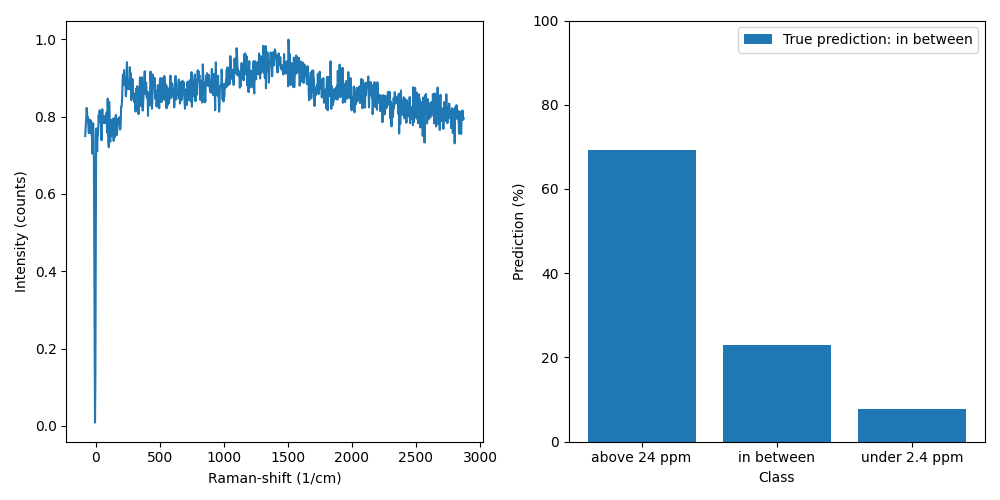 1.0
0.8
0.6
0.4
0.2
0.0
Intensity (counts)
0 500 1000 1500 2000 2500 3000
Raman-shift (1/cm)
100
80
60
40
20
0
Prediction (%)
True prediction: in between
above 24 ppm in between under 2.4 ppm
Class